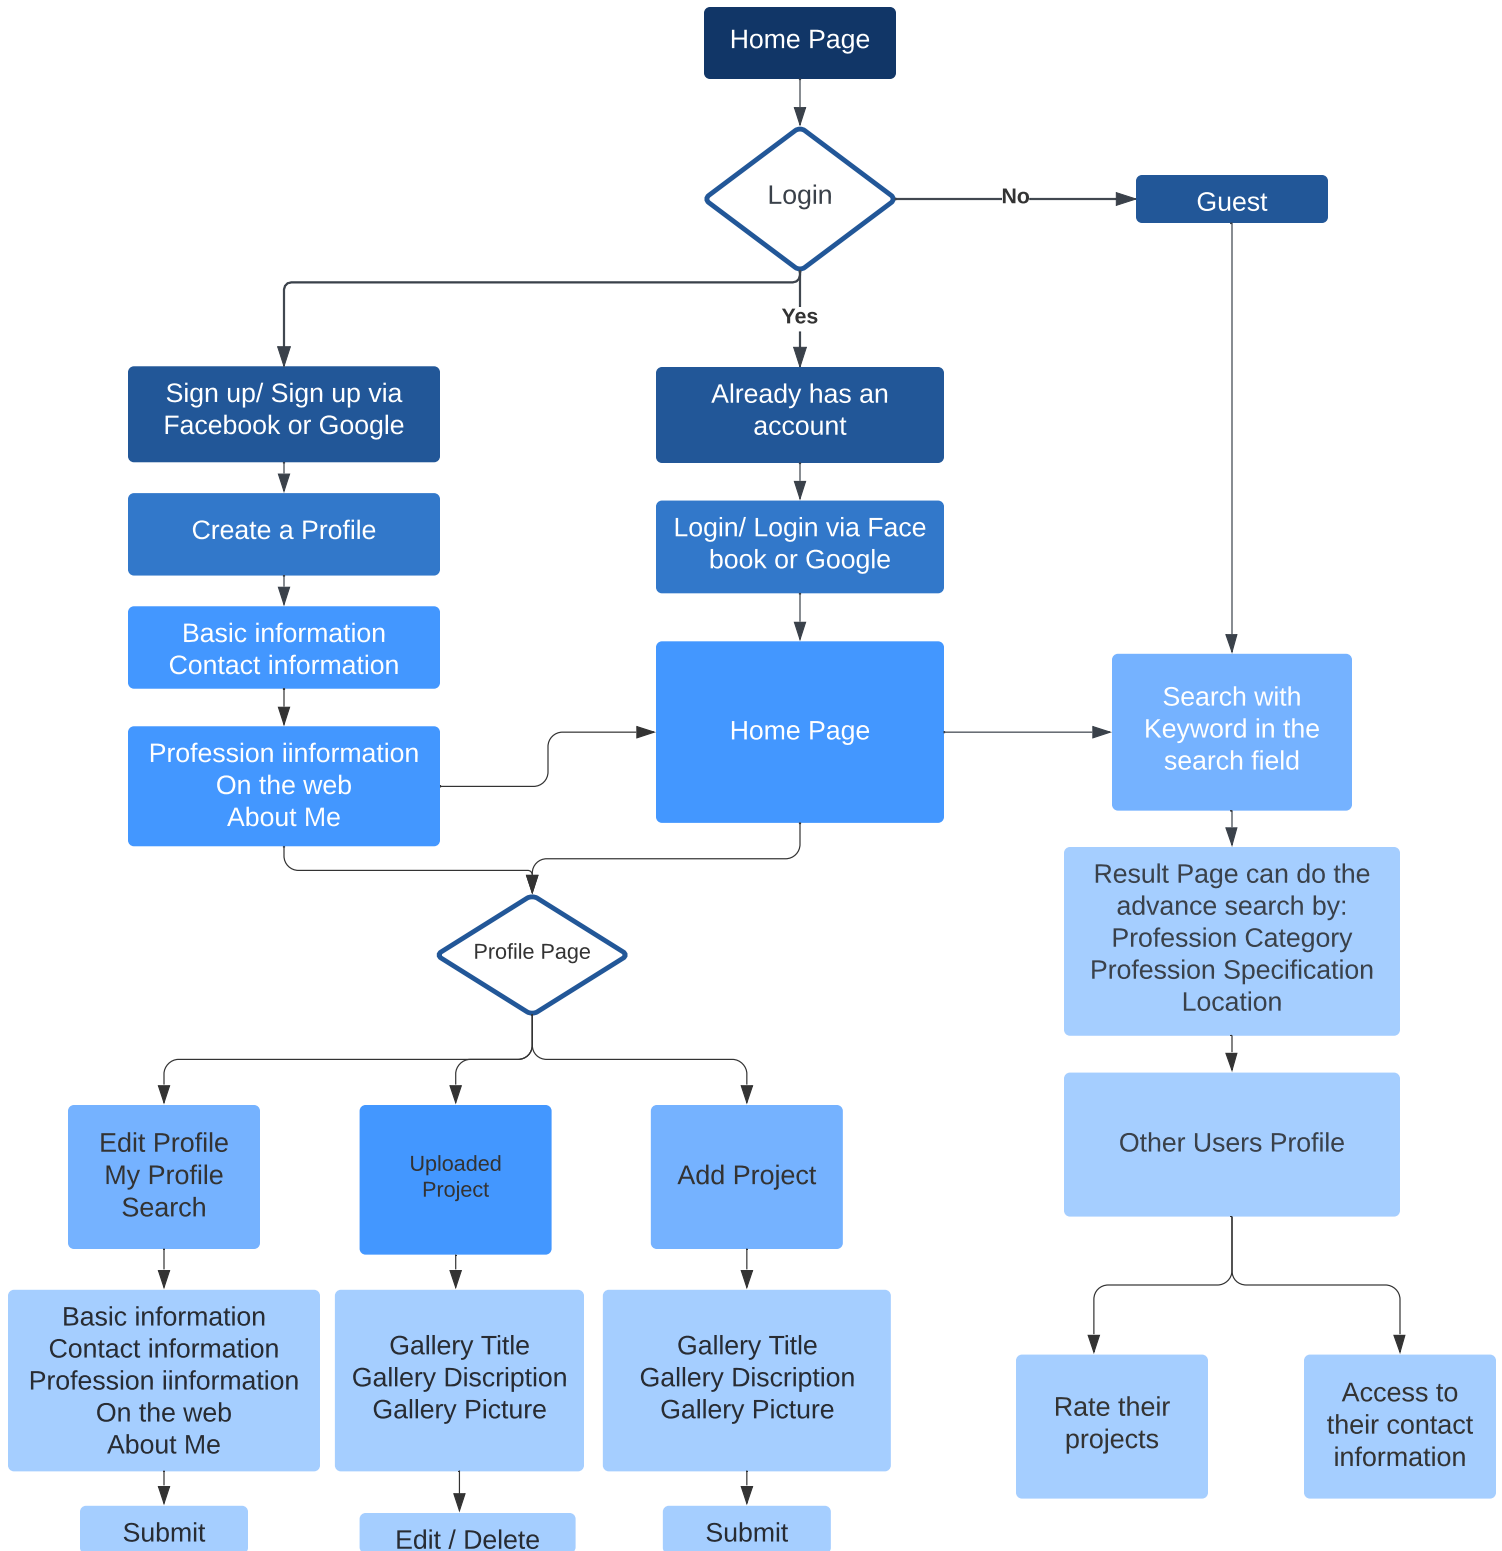 Home Page
Login
No
Guest
Yes
Sign up/ Sign up via
Facebook or Google
Already has an
account
Create a Profile
Login/ Login via Face
book or Google
Basic information
Contact information
Profession iinformation
On the web
About Me
Home Page
Search with
Keyword in the
search field
Result Page can do the
advance search by:
Profession Category
Profession Specification
Location
Profile Page
Other Users Profile
Edit Profile
My Profile
Search
Uploaded
Project
Add Project
Basic information
Contact information
Profession iinformation
On the web
About Me
Gallery Title
Gallery Discription
Gallery Picture
Gallery Title
Gallery Discription
Gallery Picture
Rate their
projects
Access to
their contact
information
Submit
Edit / Delete
Submit